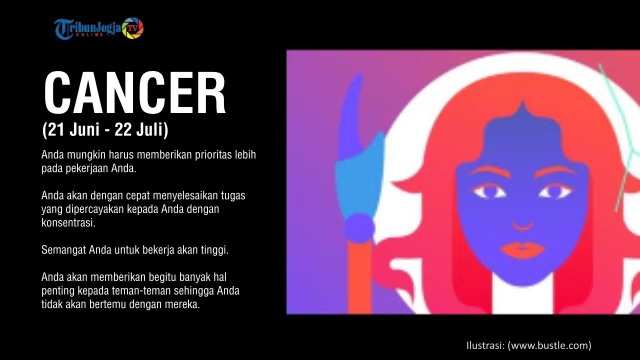 TribunJogja TV
ONLINE
CANCER
(21 Juni - 22 Juli)
Anda mungkin harus memberikan prioritas lebih
pada pekerjaan Anda.
Anda akan dengan cepat menyelesaikan tugas
yang dipercayakan kepada Anda dengan
konsentrasi.
Semangat Anda untuk bekerja akan tinggi.
Anda akan memberikan begitu banyak hal
penting kepada teman-teman sehingga Anda
tidak akan bertemu dengan mereka.
Ilustrasi: (www.bustle.com)